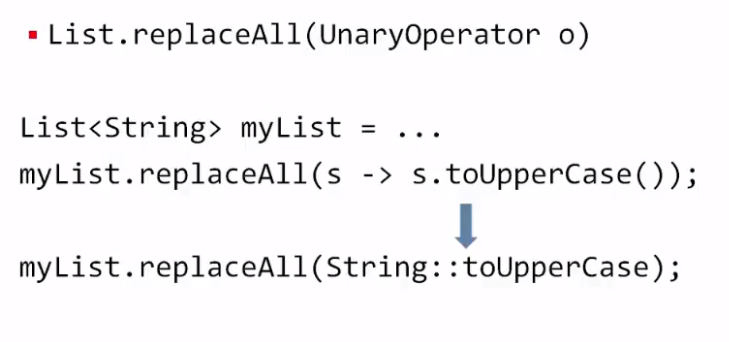 ▪ List.replaceAll(UnaryOperator o)
List<String> myList = ...
myList.replaceAll(s -> s.toUpperCase());
myList.replaceAll(String::toUpperCase);